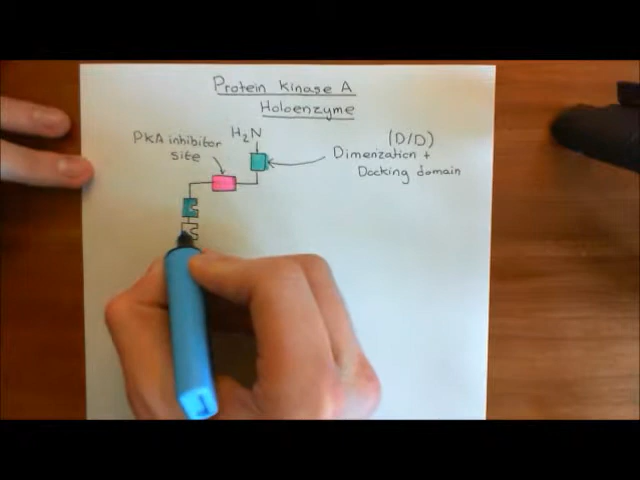 Protein Kinase A
Holoenzyme
PKA inhibitor
site
H₂N
(D/D)
Dimerization +
Docking domain